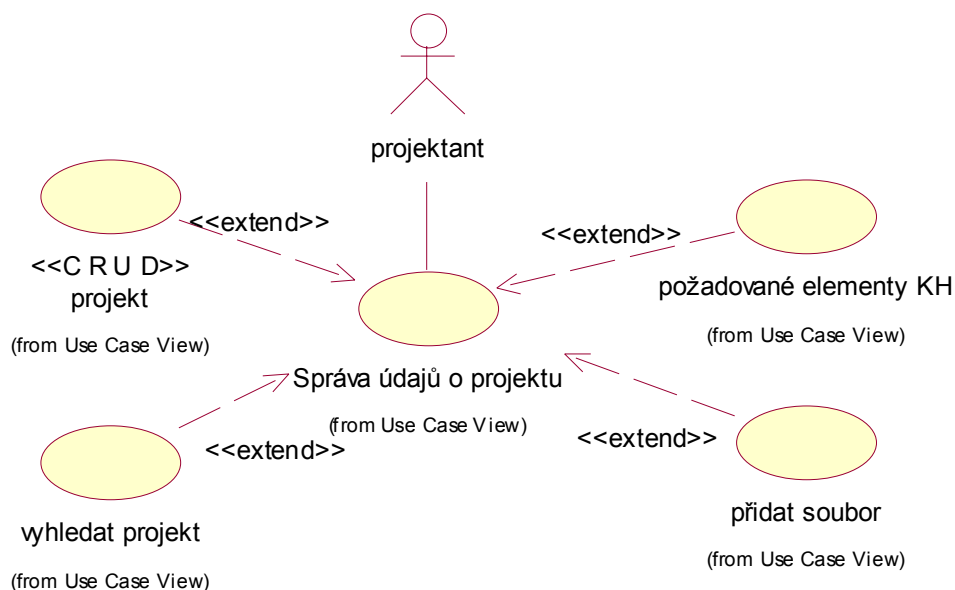 projektant
<<extend>>
<<extend>>
<<C R U D>>
projekt
(from Use Case View)
požadované elementy KH
(from Use Case View)
Správa údajů o projektu
(from Use Case View)
<<extend>>
<<extend>>
vyhledat projekt
(from Use Case View)
přidat soubor
(from Use Case View)